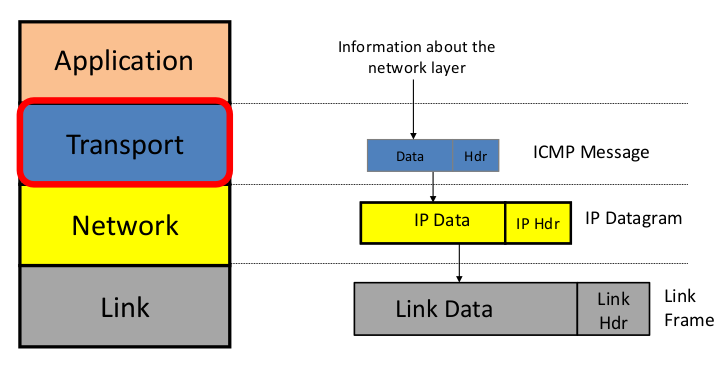 Application
Information about the
network layer
Transport
Data
Hdr
ICMP Message
Network
IP Data
IP Hdr
IP Datagram
Link
Link Data
Link
Hdr
Link
Frame